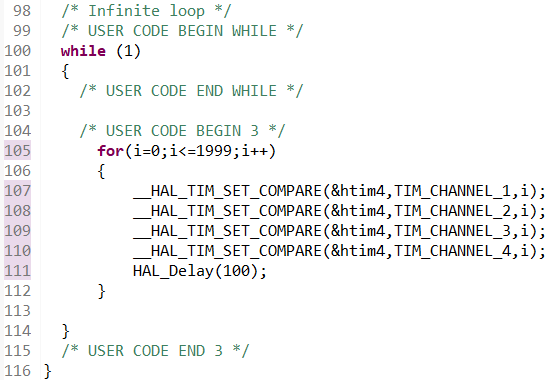 98 /* Infinite loop */
99 /* USER CODE BEGIN WHILE */
100 while (1)
101 {
102 /* USER CODE END WHILE */
103
104 /* USER CODE BEGIN 3 */
105 for(i=0;i<=1999;i++)
106 {
107 __HAL_TIM_SET_COMPARE(&htim4,TIM_CHANNEL_1,i);
108 __HAL_TIM_SET_COMPARE(&htim4,TIM_CHANNEL_2,i);
109 __HAL_TIM_SET_COMPARE(&htim4,TIM_CHANNEL_3,i);
110 __HAL_TIM_SET_COMPARE(&htim4,TIM_CHANNEL_4,i);
111 HAL_Delay(100);
112 }
113
114 }
115 /* USER CODE END 3 */
116 }